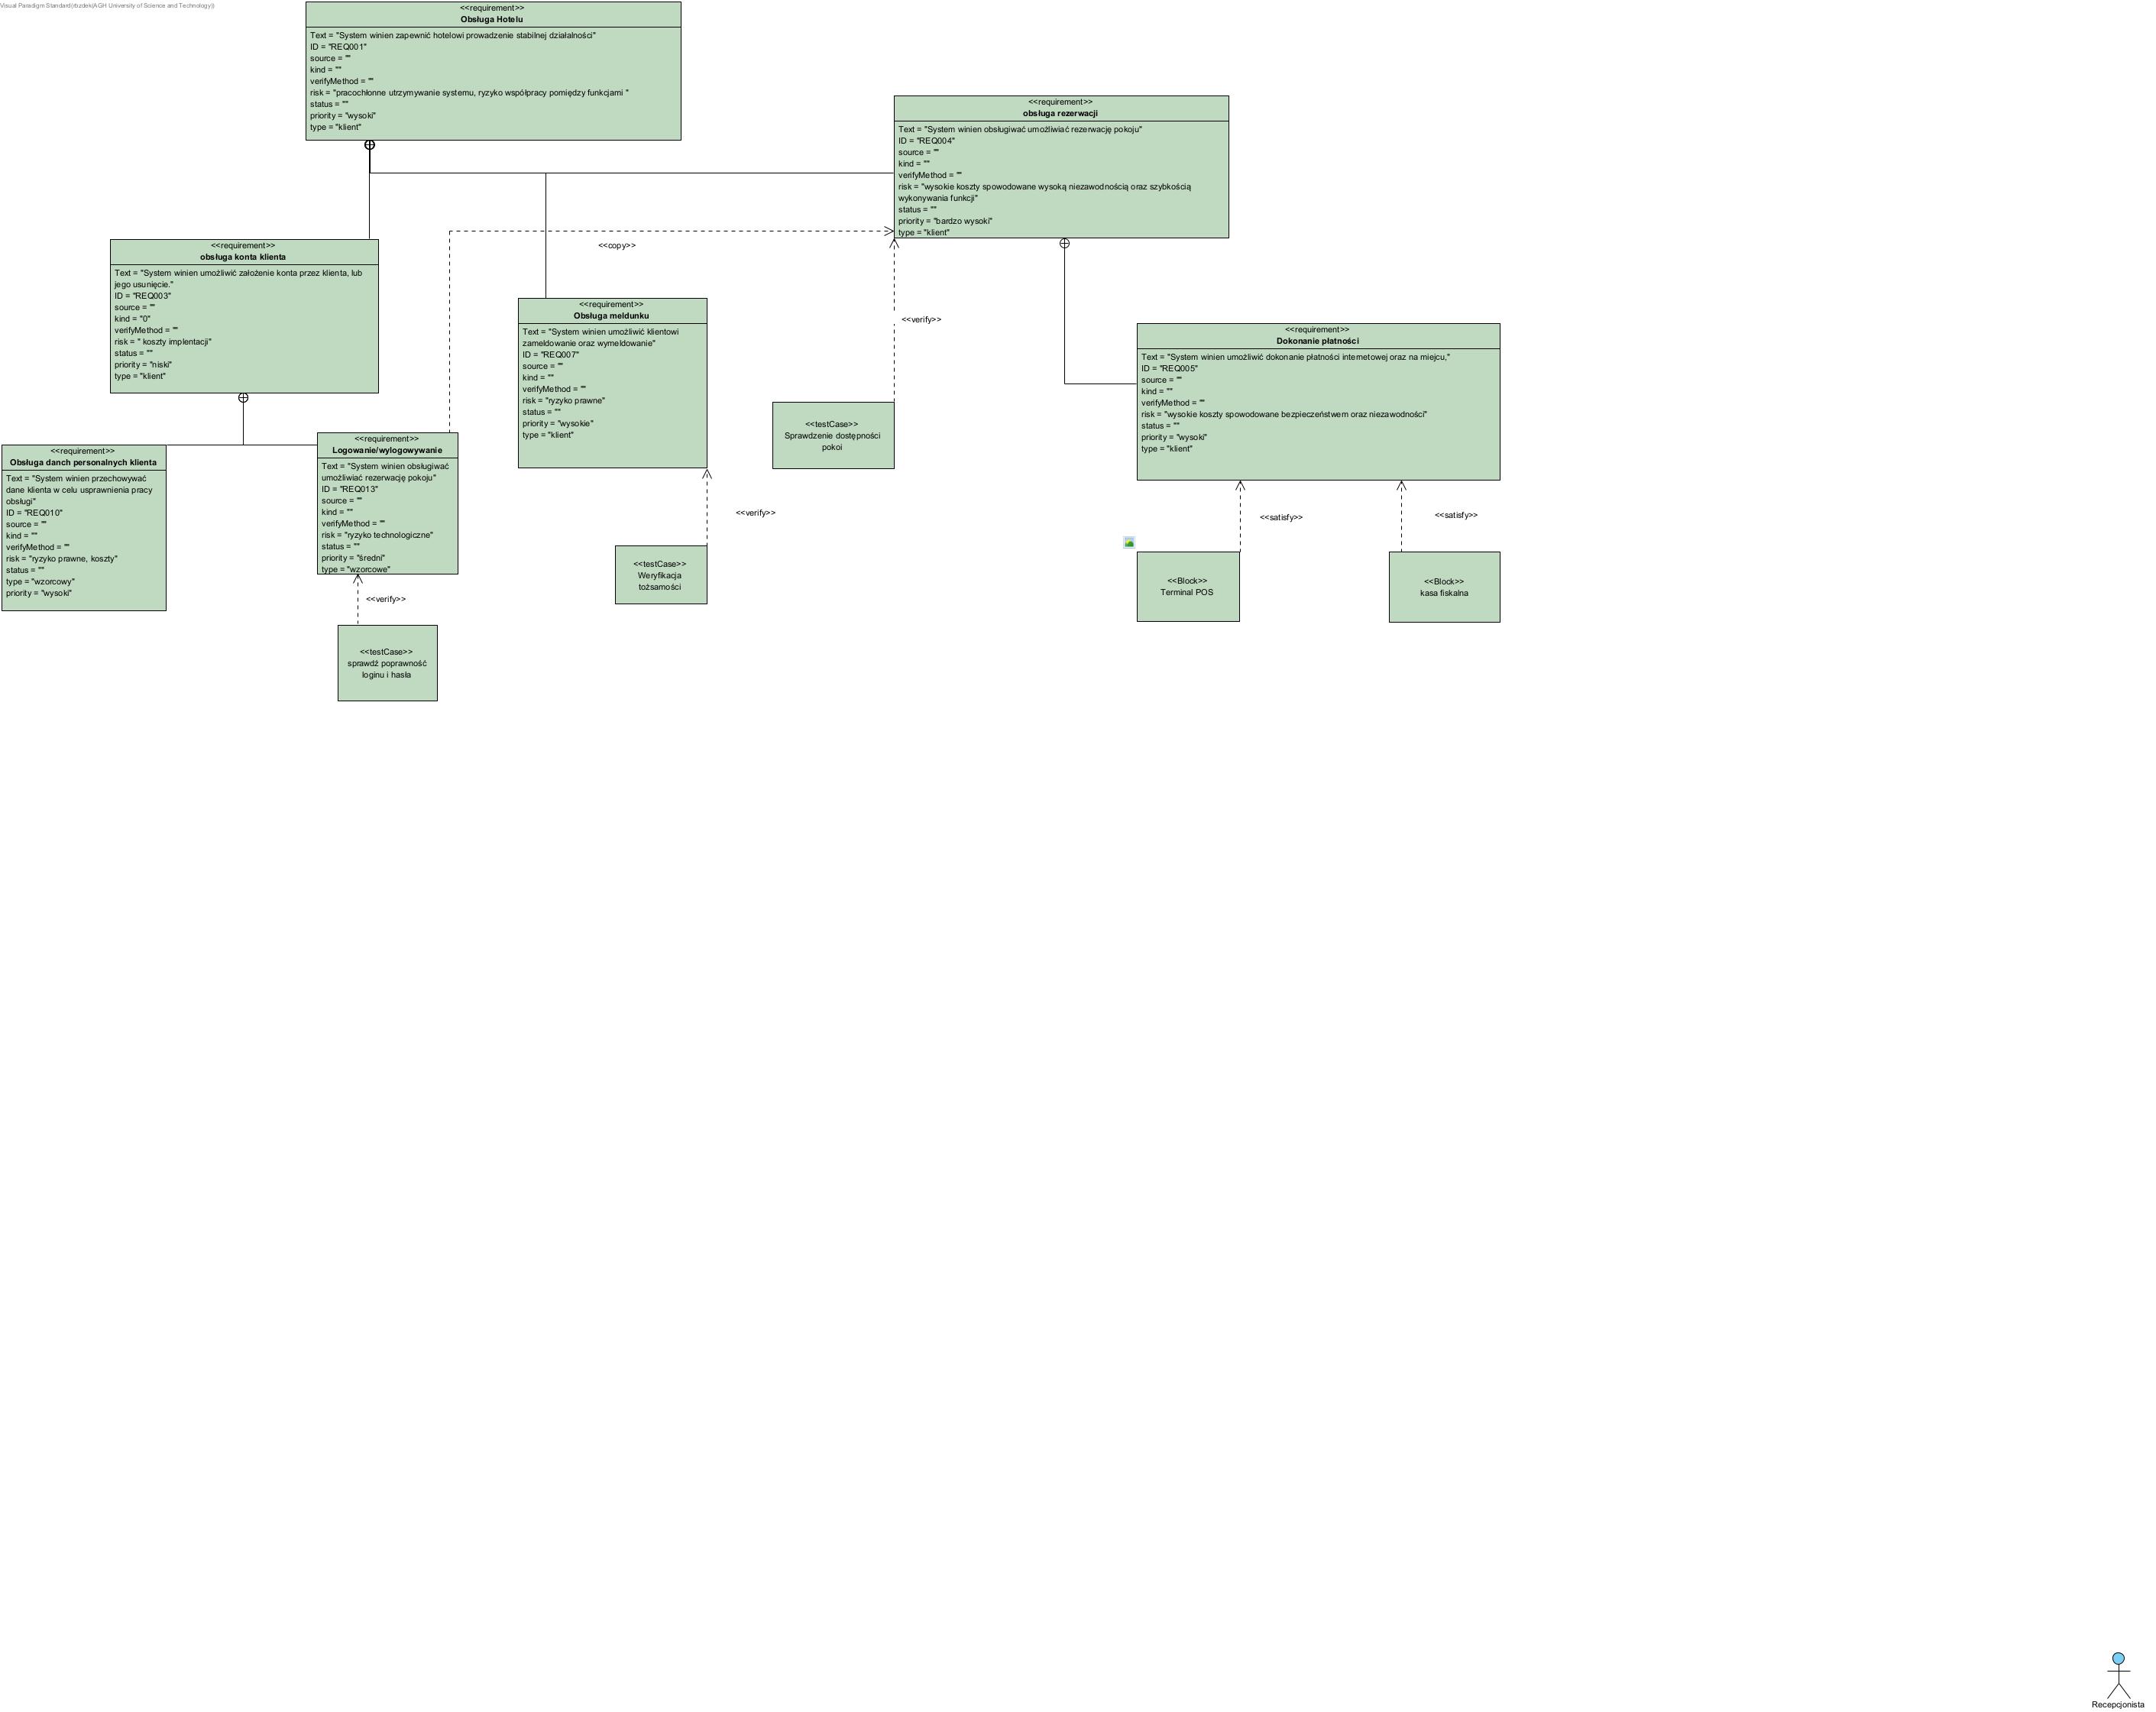 Visual Paradigm Standard(rbzdek(AGH University of Science and Technology))
<<requirement>>
Obsługa Hotelu
Text = "System winien zapewnić hotelowi prowadzenie stabilnej działalności"
ID = "REQ001"
source = ""
kind = ""
verifyMethod = ""
risk = "pracochłonne utrzymywanie systemu, ryzyko współpracy pomiędzy funkcjami "
status = ""
priority = "wysoki"
type = "klient"
<<requirement>>
obsługa rezerwacji
Text = "System winien obsługiwać umożliwiać rezerwację pokoju"
ID = "REQ004"
source = ""
kind = ""
verifyMethod = ""
risk = "wysokie koszty spowodowane wysoką niezawodnością oraz szybkością
wykonywania funkcji"
status = ""
priority = "bardzo wysoki"
type = "klient"
<<copy>>
<<requirement>>
obsługa konta klienta
Text = "System winien umożliwić założenie konta przez klienta, lub
jego usunięcie."
ID = "REQ003"
source = ""
kind = "0"
verifyMethod = ""
risk = " koszty implentacji"
status = ""
priority = "niski"
type = "klient"
<<requirement>>
Obsługa meldunku
Text = "System winien umożliwić klientowi
zameldowanie oraz wymeldowanie"
ID = "REQ007"
source = ""
kind = ""
verifyMethod = ""
risk = "ryzyko prawne"
status = ""
priority = "wysokie"
type = "klient"
<<verify>>
<<requirement>>
Dokonanie płatności
Text = "System winien umożliwić dokonanie płatności internetowej oraz na miejcu,"
ID = "REQ005"
source = ""
kind = ""
verifyMethod = ""
risk = "wysokie koszty spowodowane bezpieczeństwem oraz niezawodności"
status = ""
priority = "wysoki"
type = "klient"
<<testCase>>
Sprawdzenie dostępności
pokoi
<<requirement>>
Obsługa danch personalnych klienta
Text = "System winien przechowywać
dane klienta w celu usprawnienia pracy
obsługi"
ID = "REQ010"
source = ""
kind = ""
verifyMethod = ""
risk = "ryzyko prawne, koszty"
status = ""
type = "wzorcowy"
priority = "wysoki"
<<requirement>>
Logowanie/wylogowywanie
Text = "System winien obsługiwać
umożliwiać rezerwację pokoju"
ID = "REQ013"
source = ""
kind = ""
verifyMethod = ""
risk = "ryzyko technologiczne"
status = ""
priority = "średni"
type = "wzorcowe"
<<verify>>
<<satisfy>>
<<satisfy>>
<<testCase>>
Weryfikacja
tożsamości
<<Block>>
Terminal POS
<<Block>>
kasa fiskalna
<<verify>>
<<testCase>>
sprawdź poprawność
loginu i hasła
Recepcjonista